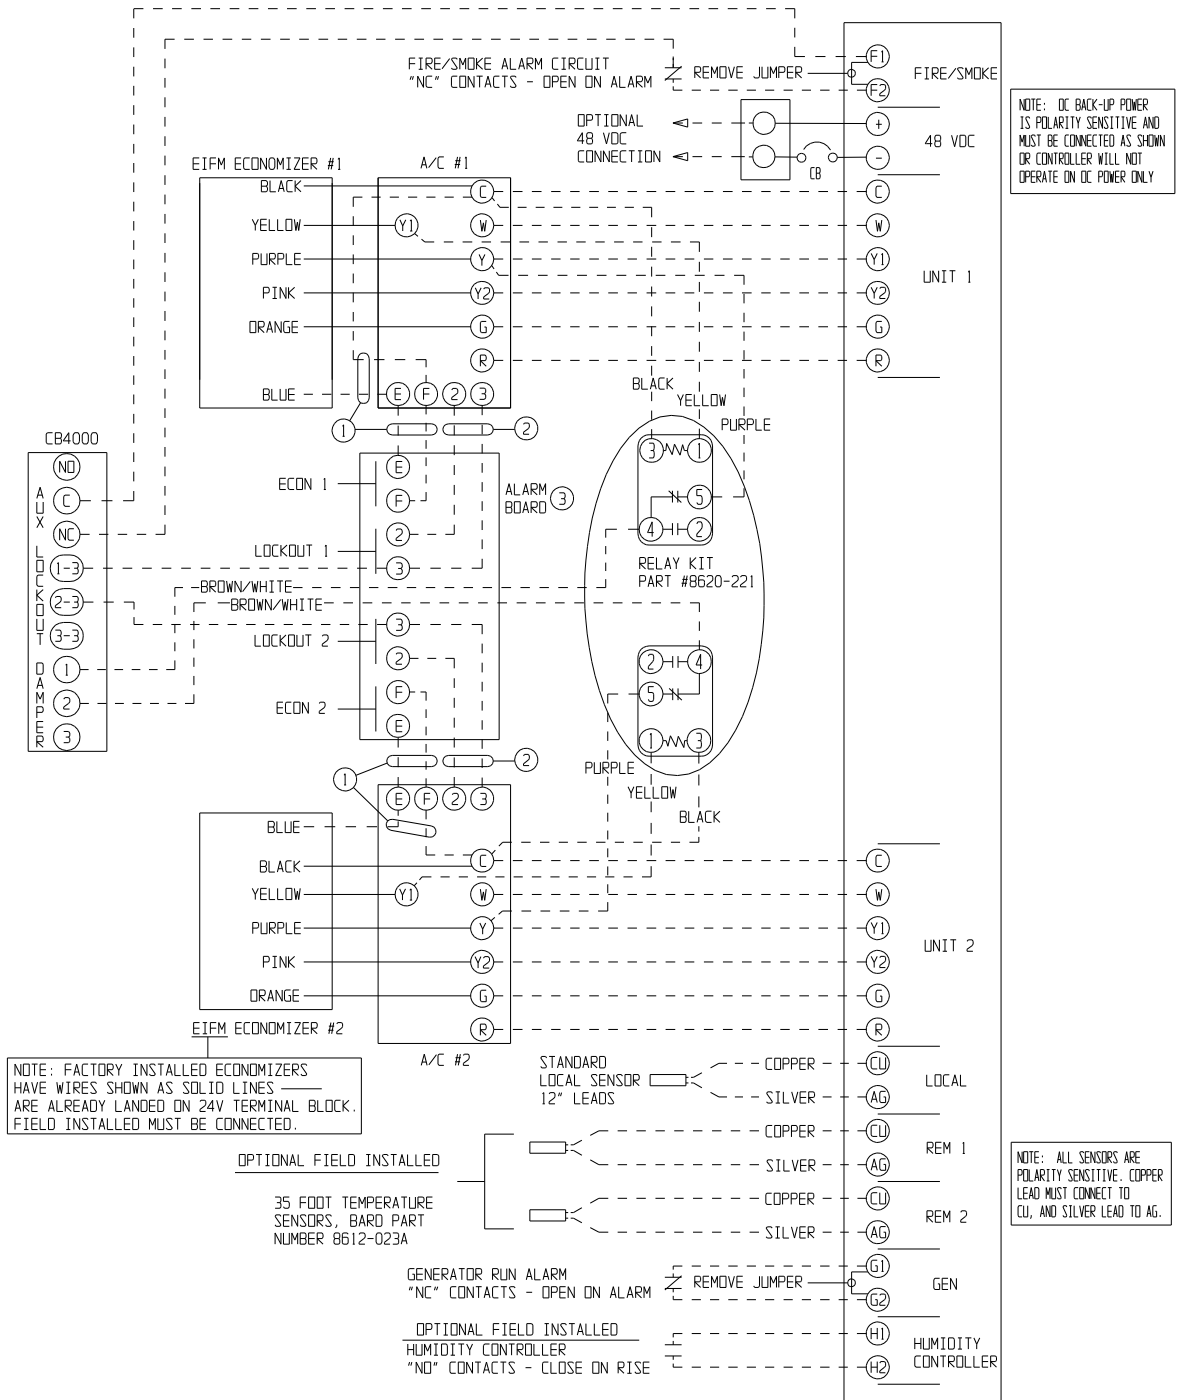 FIRE/SMOKE ALARM CIRCUIT
"NC" CONTACTS - OPEN ON ALARM
REMOVE JUMPER
F1
F2
FIRE/SMOKE
OPTIONAL
48 VDC
CONNECTION
CB
+
-
48 VDC
NOTE: DC BACK-UP POWER
IS POLARITY SENSITIVE AND
MUST BE CONNECTED AS SHOWN
OR CONTROLLER WILL NOT
OPERATE ON DC POWER ONLY
EIFM ECONOMIZER #1
BLACK
YELLOW
PURPLE
PINK
ORANGE
BLUE
A/C #1
C
Y1
W
Y
Y2
G
R
E F 2 3
C
W
Y1
Y2
G
R
UNIT 1
1
2
BLACK
YELLOW
PURPLE
CB4000
AUX
LOCKOUT
DAMPER
NO
C
NC
1-3
2-3
3-3
1
2
3
BROWN/WHITE
BROWN/WHITE
ECON 1
E
F
LOCKOUT 1
2
3
LOCKOUT 2
3
2
ECON 2
F
E
ALARM
BOARD
3
3 1
5
4 2
RELAY KIT
PART #8620-221
2 4
5
1 3
PURPLE
YELLOW
BLACK
1
2
E F 2 3
BLUE
BLACK
YELLOW
PURPLE
PINK
ORANGE
EIFM ECONOMIZER #2
C
Y1
W
Y
Y2
G
R
A/C #2
C
W
Y1
Y2
G
R
UNIT 2
NOTE: FACTORY INSTALLED ECONOMIZERS
HAVE WIRES SHOWN AS SOLID LINES
ARE ALREADY LANDED ON 24V TERMINAL BLOCK.
FIELD INSTALLED MUST BE CONNECTED.
STANDARD
LOCAL SENSOR
12" LEADS
COPPER
SILVER
CU
AG
LOCAL
OPTIONAL FIELD INSTALLED
35 FOOT TEMPERATURE
SENSORS, BARD PART
NUMBER 8612-023A
COPPER
SILVER
CU
AG
REM 1
COPPER
SILVER
CU
AG
REM 2
NOTE: ALL SENSORS ARE
POLARITY SENSITIVE. COPPER
LEAD MUST CONNECT TO
CU, AND SILVER LEAD TO AG.
GENERATOR RUN ALARM
"NC" CONTACTS - OPEN ON ALARM
REMOVE JUMPER
G1
G2
GEN
OPTIONAL FIELD INSTALLED
HUMIDITY CONTROLLER
"NO" CONTACTS - CLOSE ON RISE
H1
H2
HUMIDITY
CONTROLLER